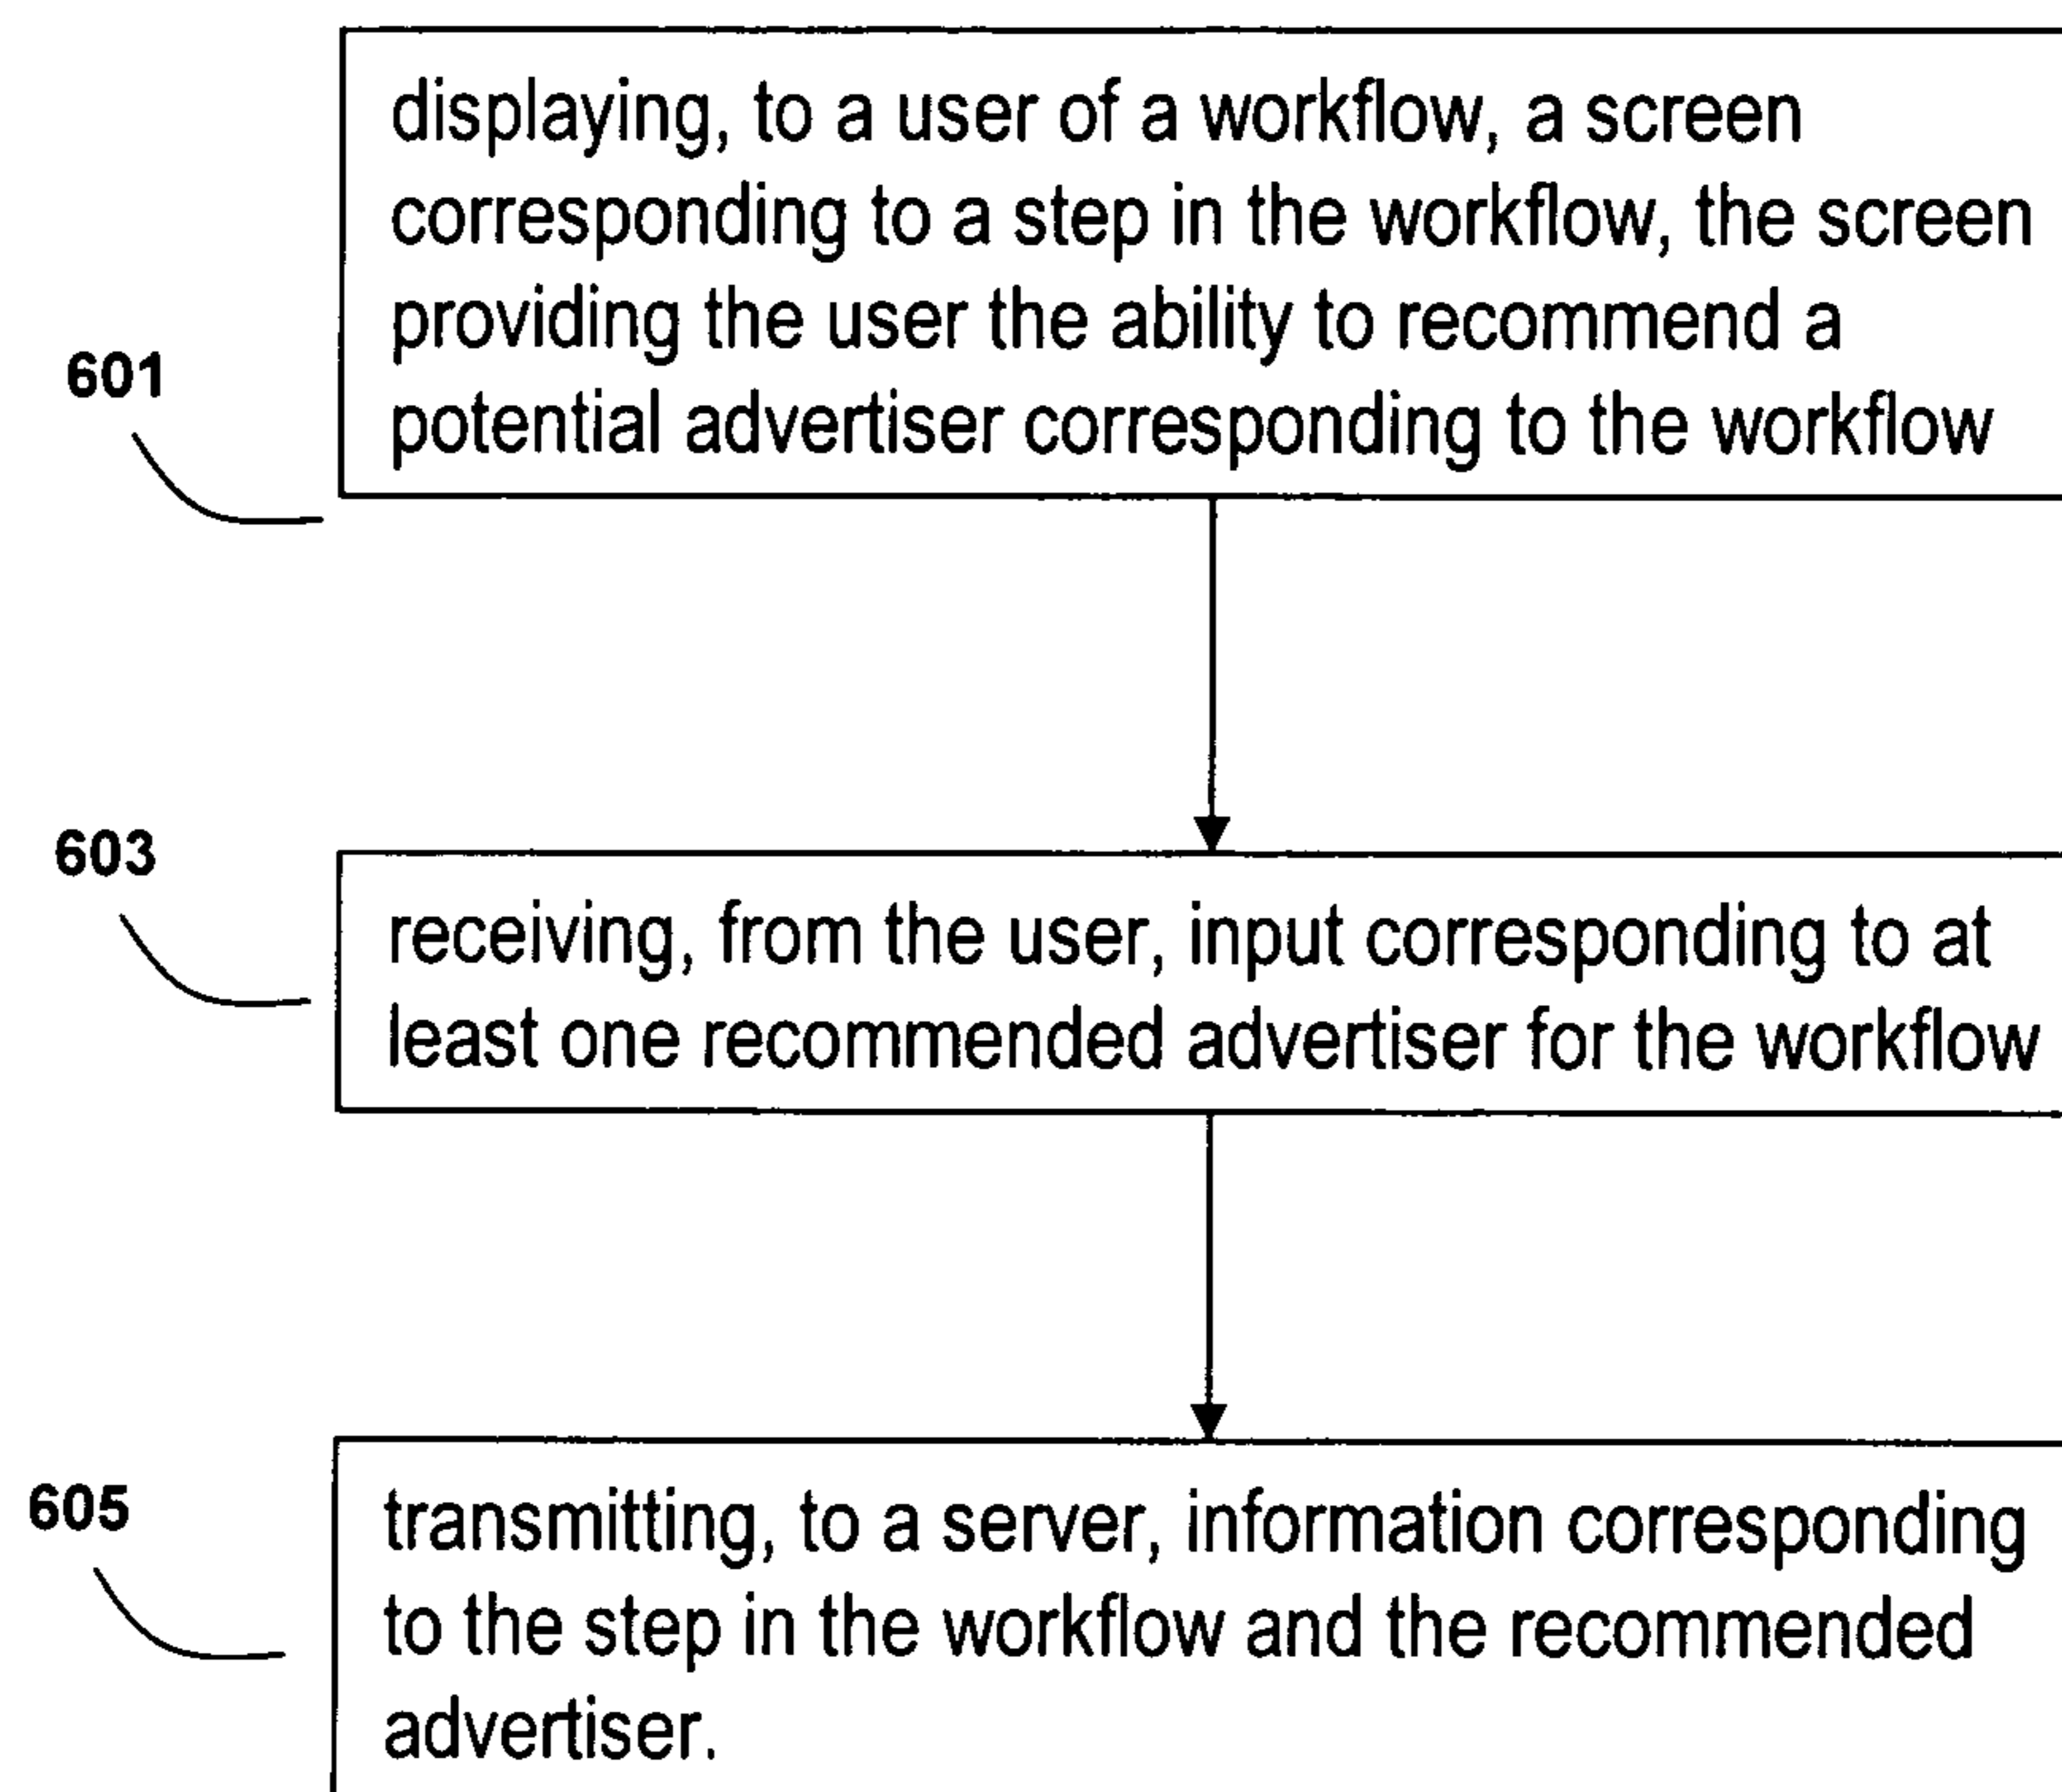 displaying, to a user of a workflow, a screen
corresponding to a step in the workflow, the screen
providing the user the ability to recommend a
potential advertiser corresponding to the workflow
601
603
receiving, from the user, input corresponding to at
least one recommended advertiser for the workflow
605
transmitting, to a server, information corresponding
to the step in the workflow and the recommended
advertiser.